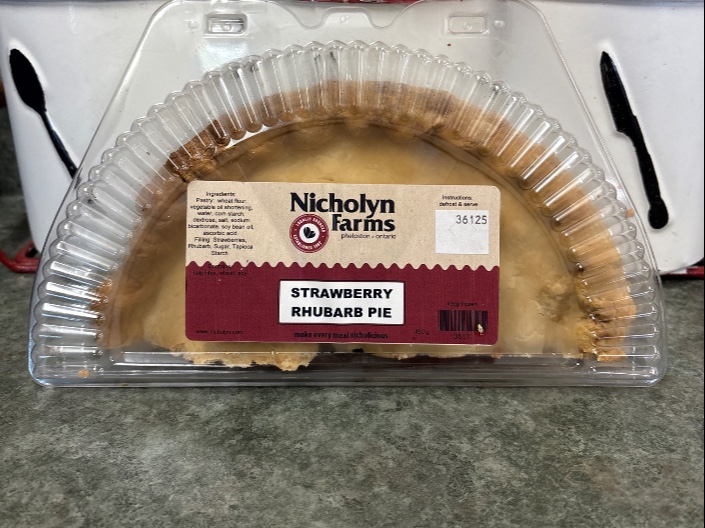 Ingredients:
Pastry: wheat flour,
vegetable oil shortening,
water, corn starch,
dextrose, salt, sodium
bicarbonate, soy bean oil,
ascorbic acid.
Filling: Strawberries,
Rhubarb, Sugar, Tapioca
Starch
Nicholyn
Farms
phelpston - ontario
Instructions:
defrost & serve
36125
STRAWBERRY
RHUBARB PIE
make every meal nicholicious